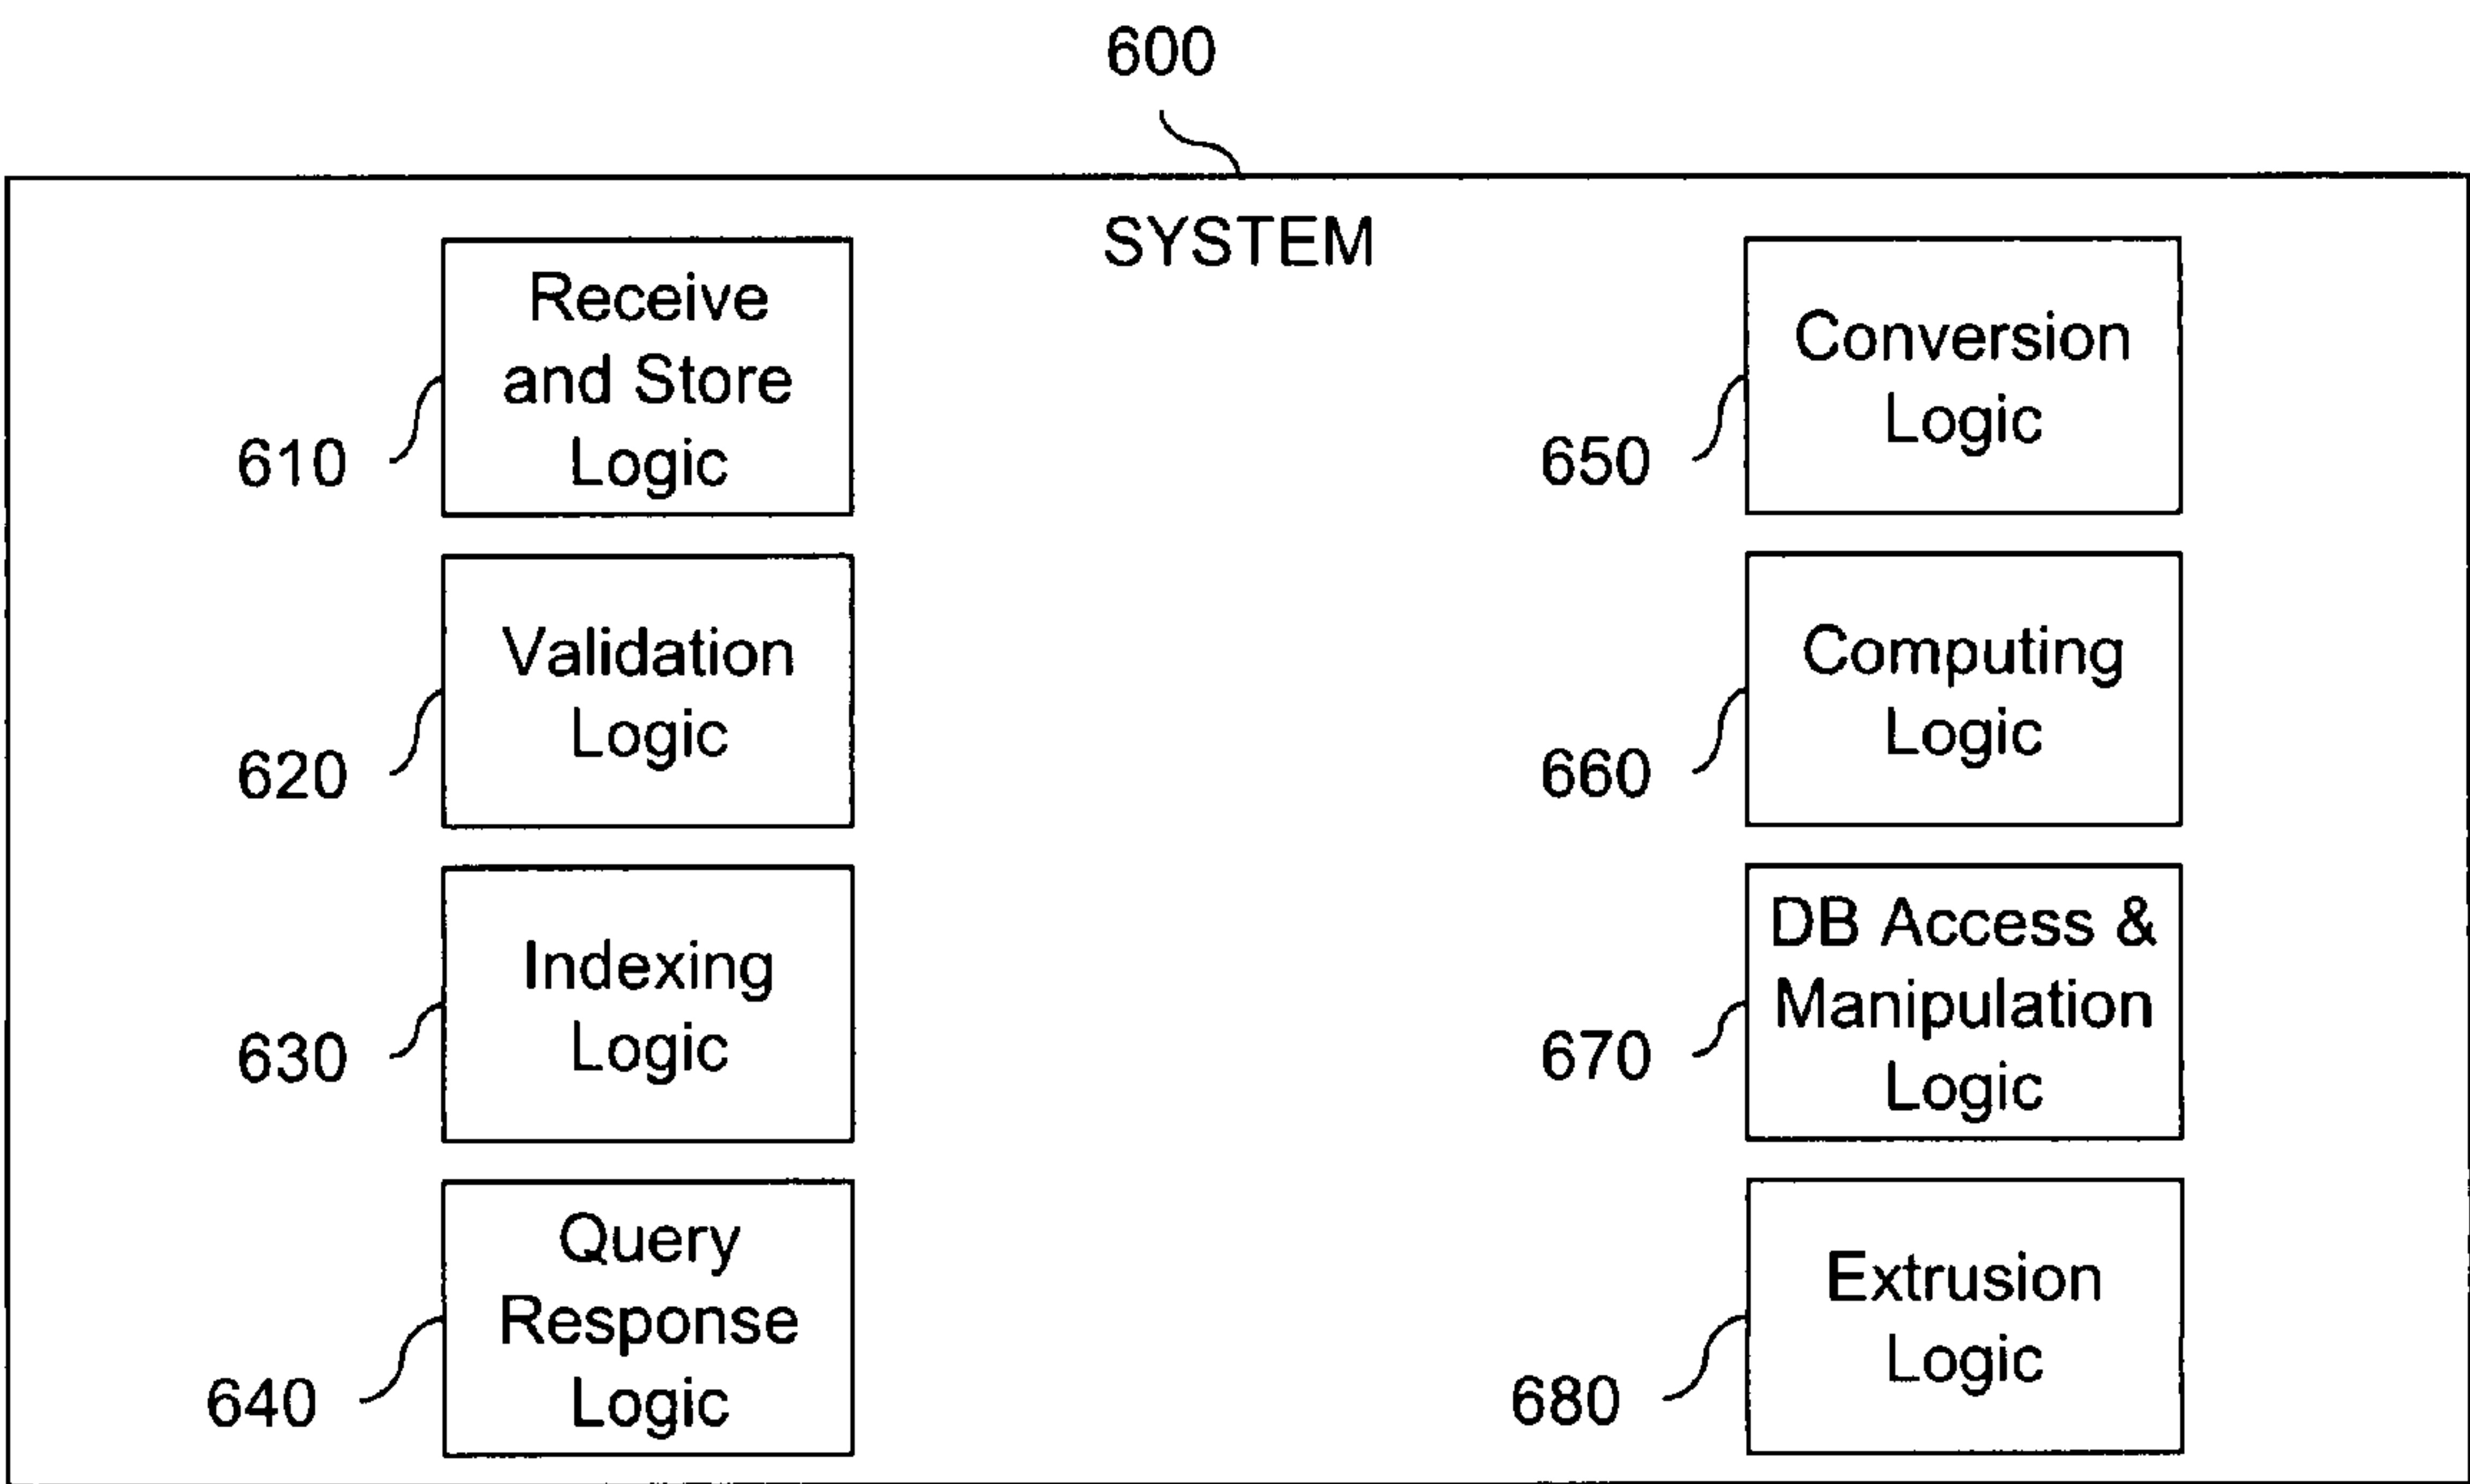 600
SYSTEM
Receive
and Store
Logic
610
Validation
Logic
620
Indexing
Logic
630
Query
Response
Logic
640
Conversion
Logic
650
Computing
Logic
660
DB Access &
Manipulation
Logic
670
Extrusion
Logic
680